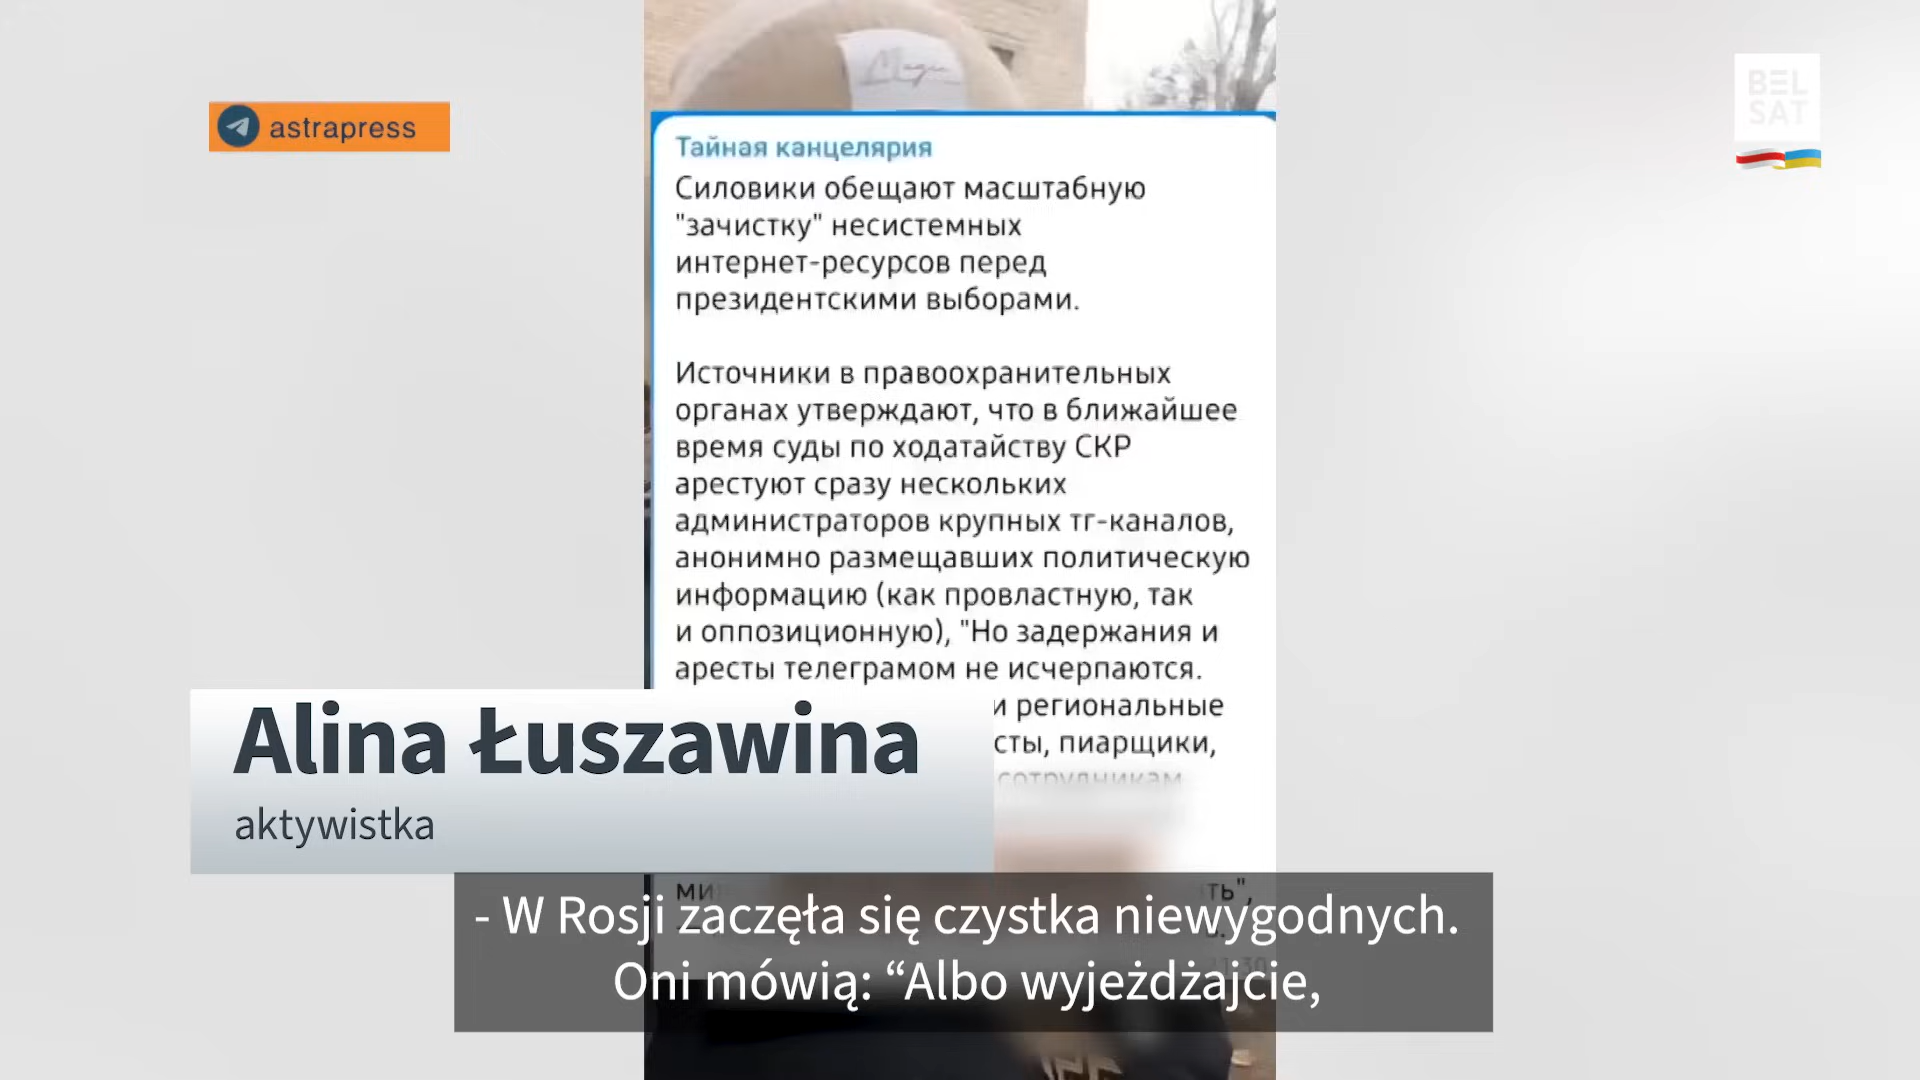 Magic
astrapress
BEL
SAT
Тайная канцелярия
Силовики обещают масштабную
"зачистку" несистемных
интернет-ресурсов перед
президентскими выборами.
Источники в правоохранительных
органах утверждают, что в ближайшее
время суды по ходатайству СКР
арестуют сразу нескольких
администраторов крупных тг-каналов,
анонимно размещавших политическую
информацию (как провластную, так
и оппозиционную), "Но задержания и
аресты телеграмом не исчерпаются.
и региональные
сты, пиарщики,
сотрудникам
Alina Łuszawina
aktywistka
- W Rosji zaczęła się czystka niewygodnych.
Oni mówią: “Albo wyjeżdżajcie,